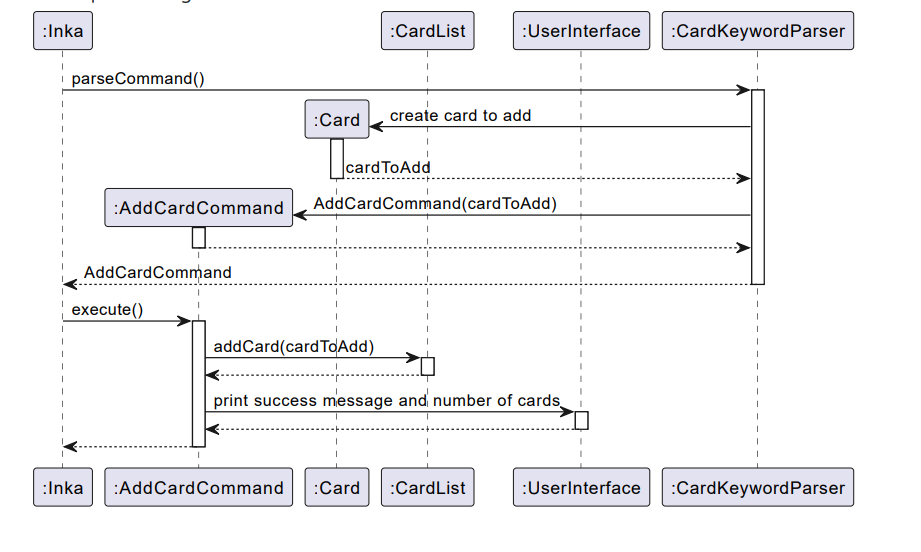 :Inka :CardList :UserInterface :CardKeywordParser
parseCommand()
:Card create card to add
cardToAdd
:AddCardCommand AddCardCommand(cardToAdd)
AddCardCommand
execute()
addCard(cardToAdd)
print success message and number of cards
:Inka :AddCardCommand :Card :CardList :UserInterface :CardKeywordParser